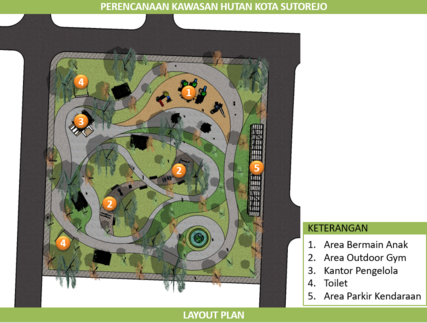 PERENCANAAN KAWASAN HUTAN KOTA SUTOREJO
4
1
3
2
5
2
4
KETERANGAN
1. Area Bermain Anak
2. Area Outdoor Gym
3. Kantor Pengelola
4. Toilet
5. Area Parkir Kendaraan
LAYOUT PLAN